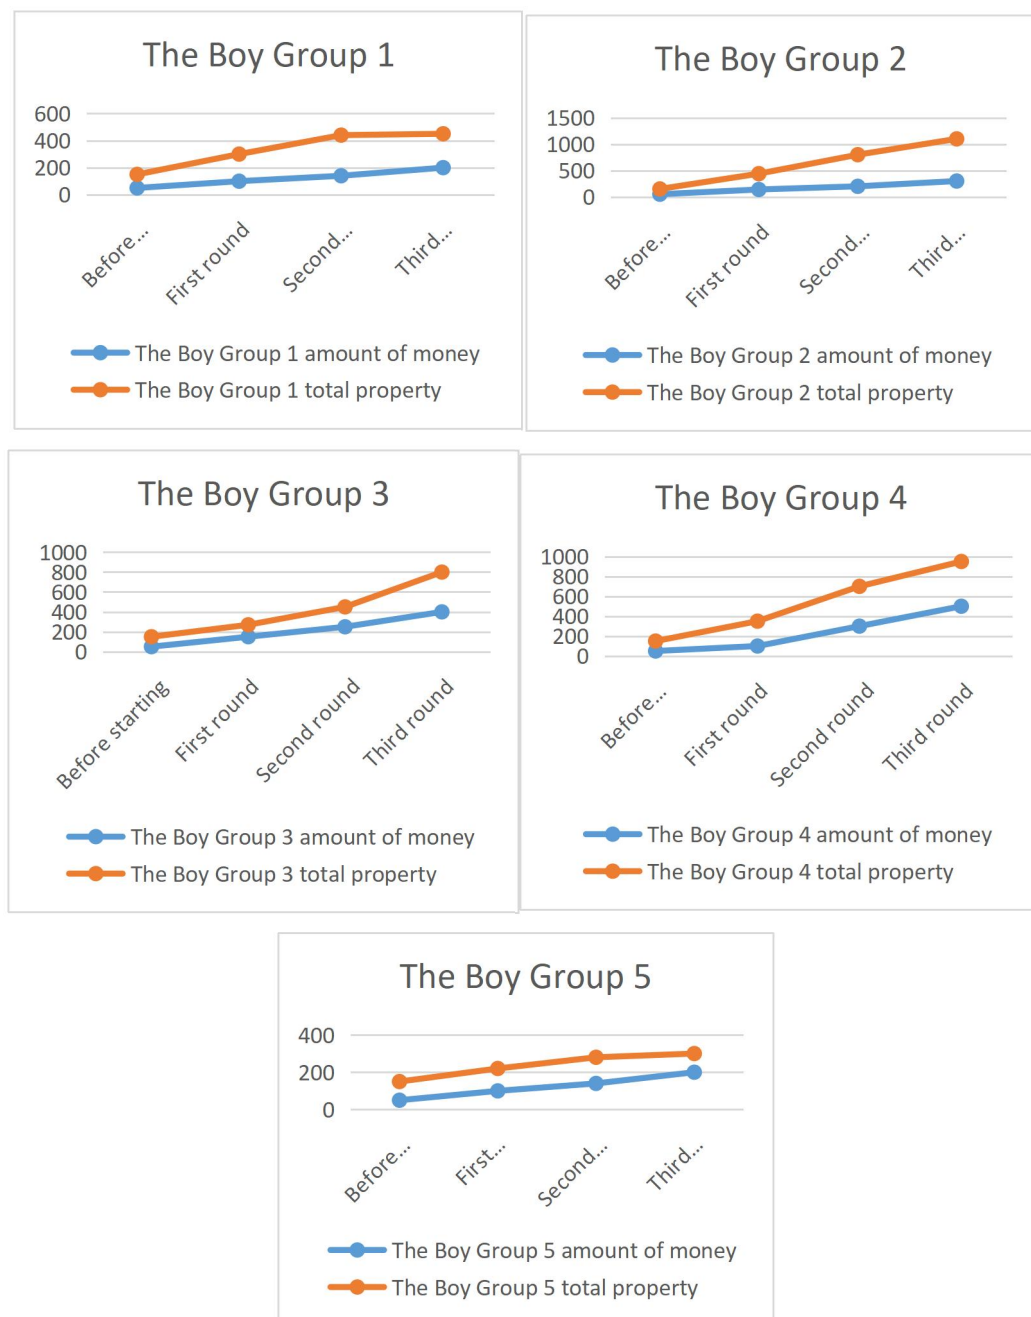 The Boy Group 1
600
400
200
0
Before...
First round
Second...
Third...
The Boy Group 1 amount of money
The Boy Group 1 total property
The Boy Group 2
1500
1000
500
0
Before...
First round
Second...
Third...
The Boy Group 2 amount of money
The Boy Group 2 total property
The Boy Group 3
1000
800
600
400
200
0
Before starting
First round
Second round
Third round
The Boy Group 3 amount of money
The Boy Group 3 total property
The Boy Group 4
1000
800
600
400
200
0
Before...
First round
Second round
Third round
The Boy Group 4 amount of money
The Boy Group 4 total property
The Boy Group 5
400
200
0
Before...
First...
Second...
Third...
The Boy Group 5 amount of money
The Boy Group 5 total property